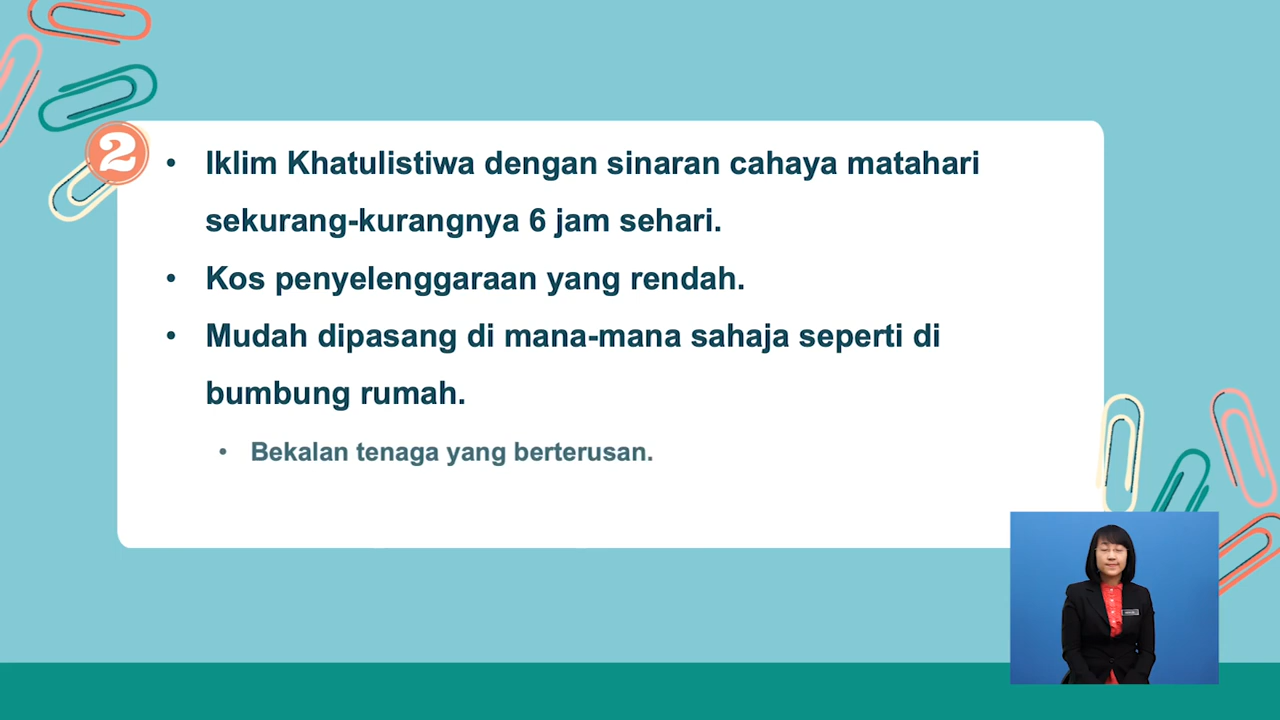 2
• Iklim Khatulistiwa dengan sinaran cahaya matahari
sekurang-kurangnya 6 jam sehari.
• Kos penyelenggaraan yang rendah.
• Mudah dipasang di mana-mana sahaja seperti di
bumbung rumah.
• Bekalan tenaga yang berterusan.